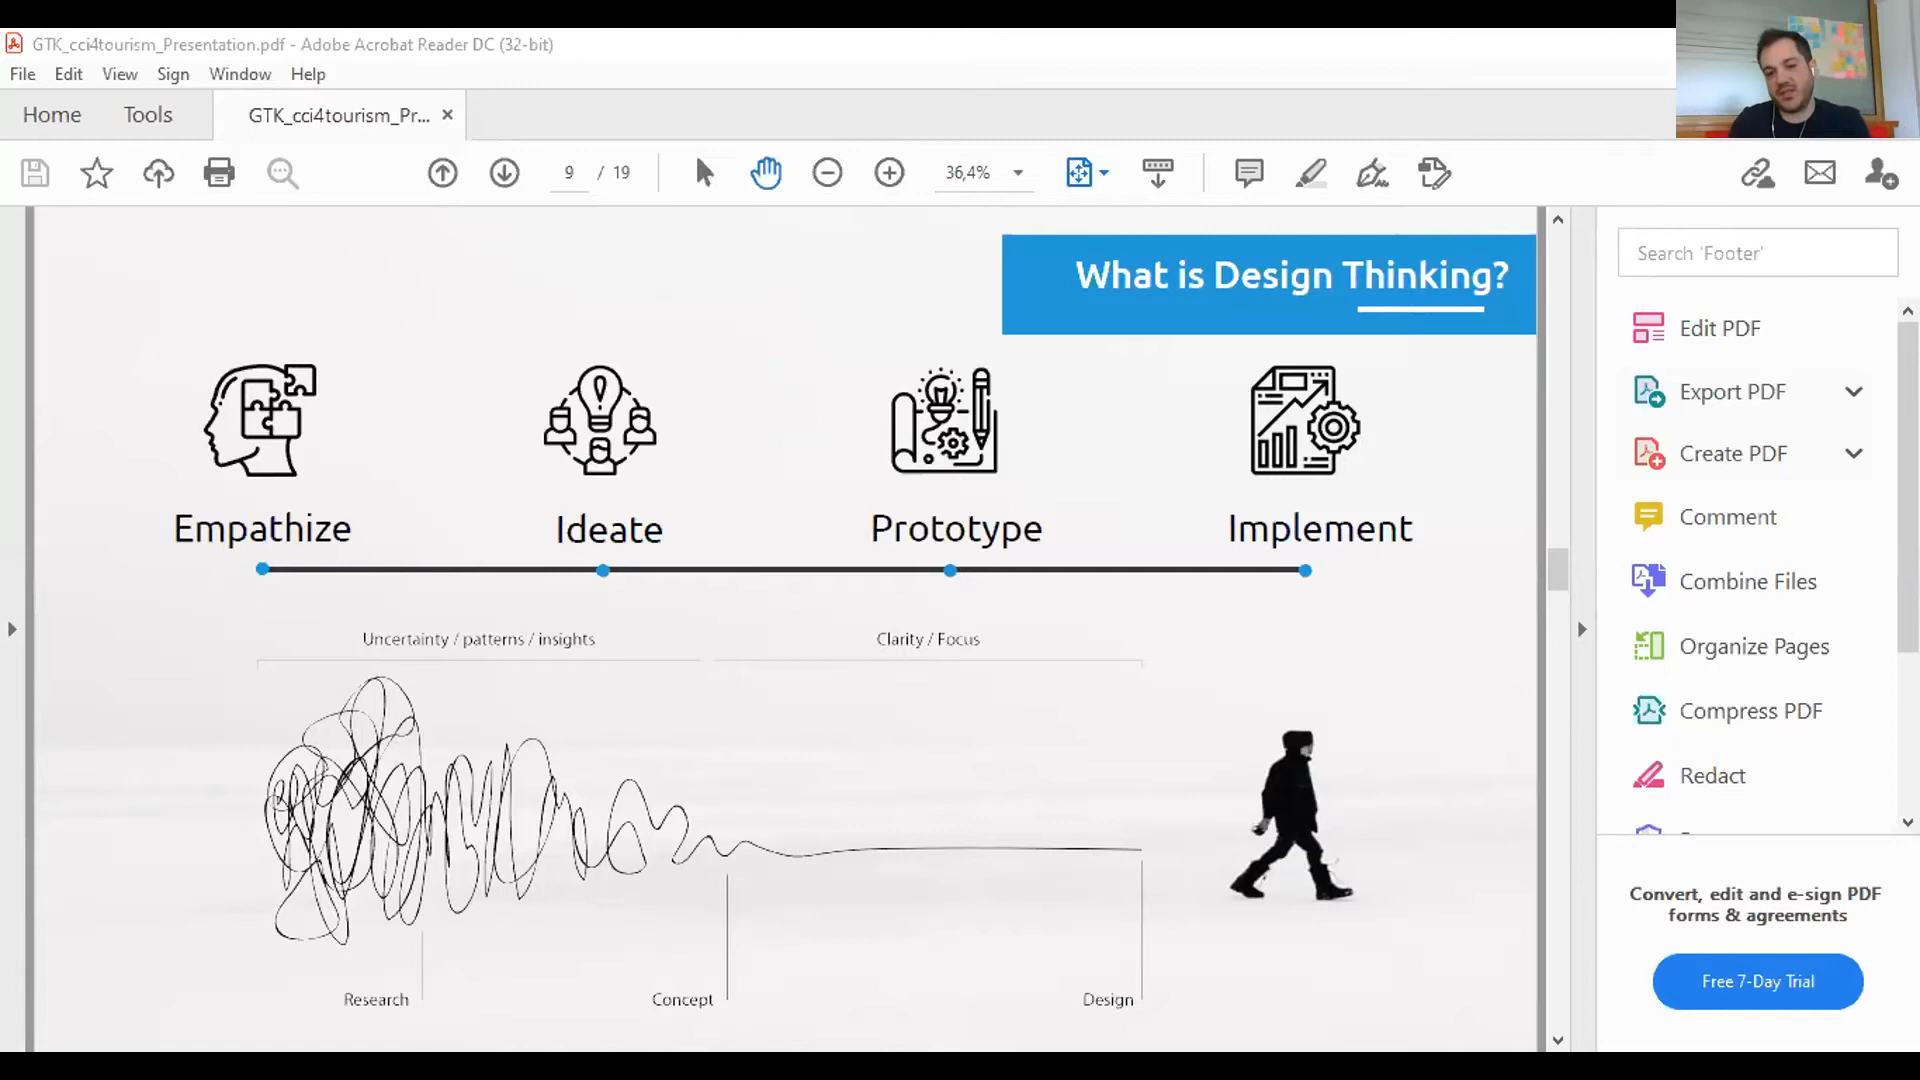 GTK_cci4tourism_Presentation.pdf - Adobe Acrobat Reader DC (32-bit)
File Edit View Sign Window Help
Home Tools GTK_cci4tourism_Pr... ×
9 / 19 36,4%
What is Design Thinking?
Empathize Ideate Prototype Implement
Uncertainty / patterns / insights Clarity / Focus
Research Concept Design
Search 'Footer'
Edit PDF
Export PDF
Create PDF
Comment
Combine Files
Organize Pages
Compress PDF
Redact
Convert, edit and e-sign PDF
forms & agreements
Free 7-Day Trial